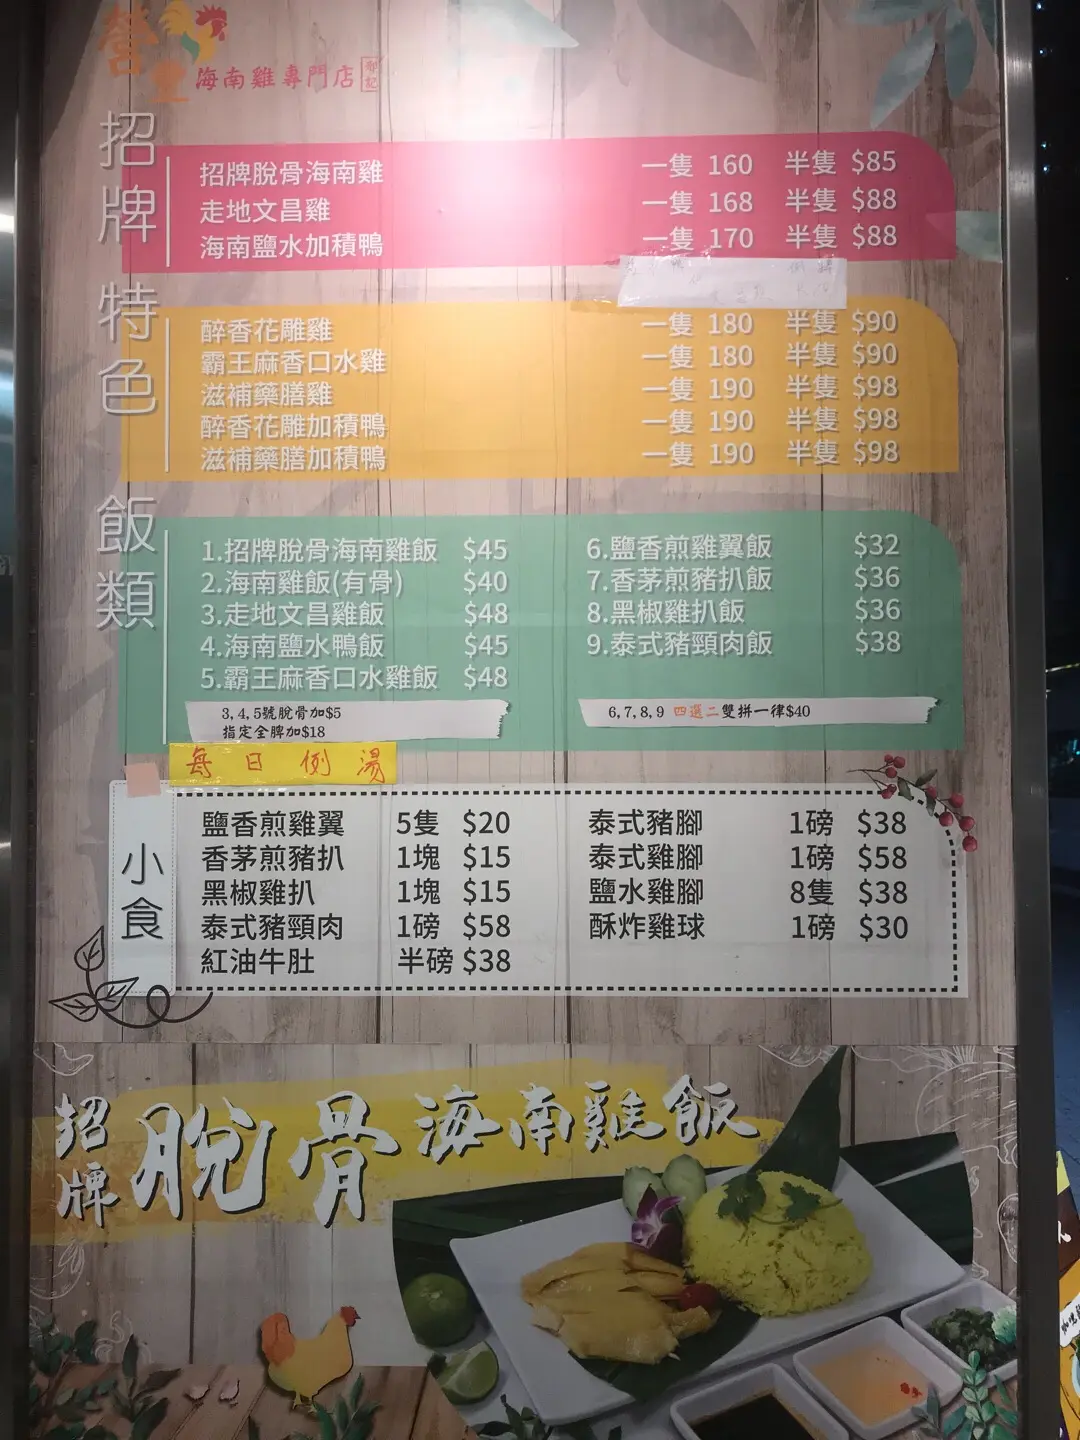 營豐
海南雞專門店
招牌特色
招牌脫骨海南雞 一隻 160 半隻 $85
走地文昌雞 一隻 168 半隻 $88
海南鹽水加積鴨 一隻 170 半隻 $88
醉香花雕雞 一隻 180 半隻 $90
霸王麻香口水雞 一隻 180 半隻 $90
滋補藥膳雞 一隻 190 半隻 $98
醉香花雕加積鴨 一隻 190 半隻 $98
滋補藥膳加積鴨 一隻 190 半隻 $98
飯類
1.招牌脫骨海南雞飯 $45
2.海南雞飯(有骨) $40
3.走地文昌雞飯 $48
4.海南鹽水鴨飯 $45
5.霸王麻香口水雞飯 $48
3,4,5號脫骨加$5
指定全脾加$18
6.鹽香煎雞翼飯 $32
7.香茅煎豬扒飯 $36
8.黑椒雞扒飯 $36
9.泰式豬頸肉飯 $38
6,7,8,9 四選二雙拼一律$40
每日例湯
小食
鹽香煎雞翼 5隻 $20
香茅煎豬扒 1塊 $15
黑椒雞扒 1塊 $15
泰式豬頸肉 1磅 $58
紅油牛肚 半磅 $38
泰式豬腳 1磅 $38
泰式雞腳 1磅 $58
鹽水雞腳 8隻 $38
酥炸雞球 1磅 $30
招牌脫骨海南雞飯